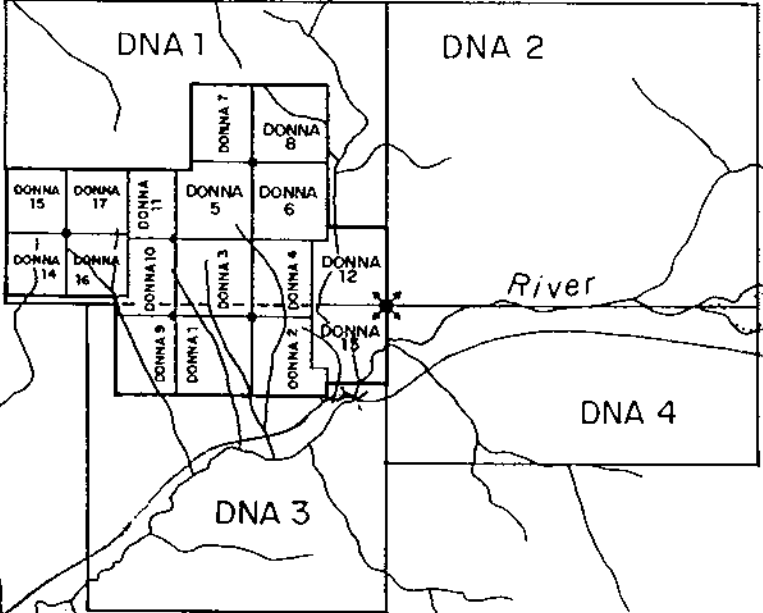 DNA 1
DNA 2
DONNA 7
DONNA
8
DONNA
15
DONNA
17
DONNA
11
DONNA
5
DONNA
6
DONNA
14
DONNA
16
DONNA 10
DONNA 3
DONNA 4
DONNA
12
River
DONNA 9
DONNA 1
DONNA 2
DONNA
13
DNA 4
DNA 3